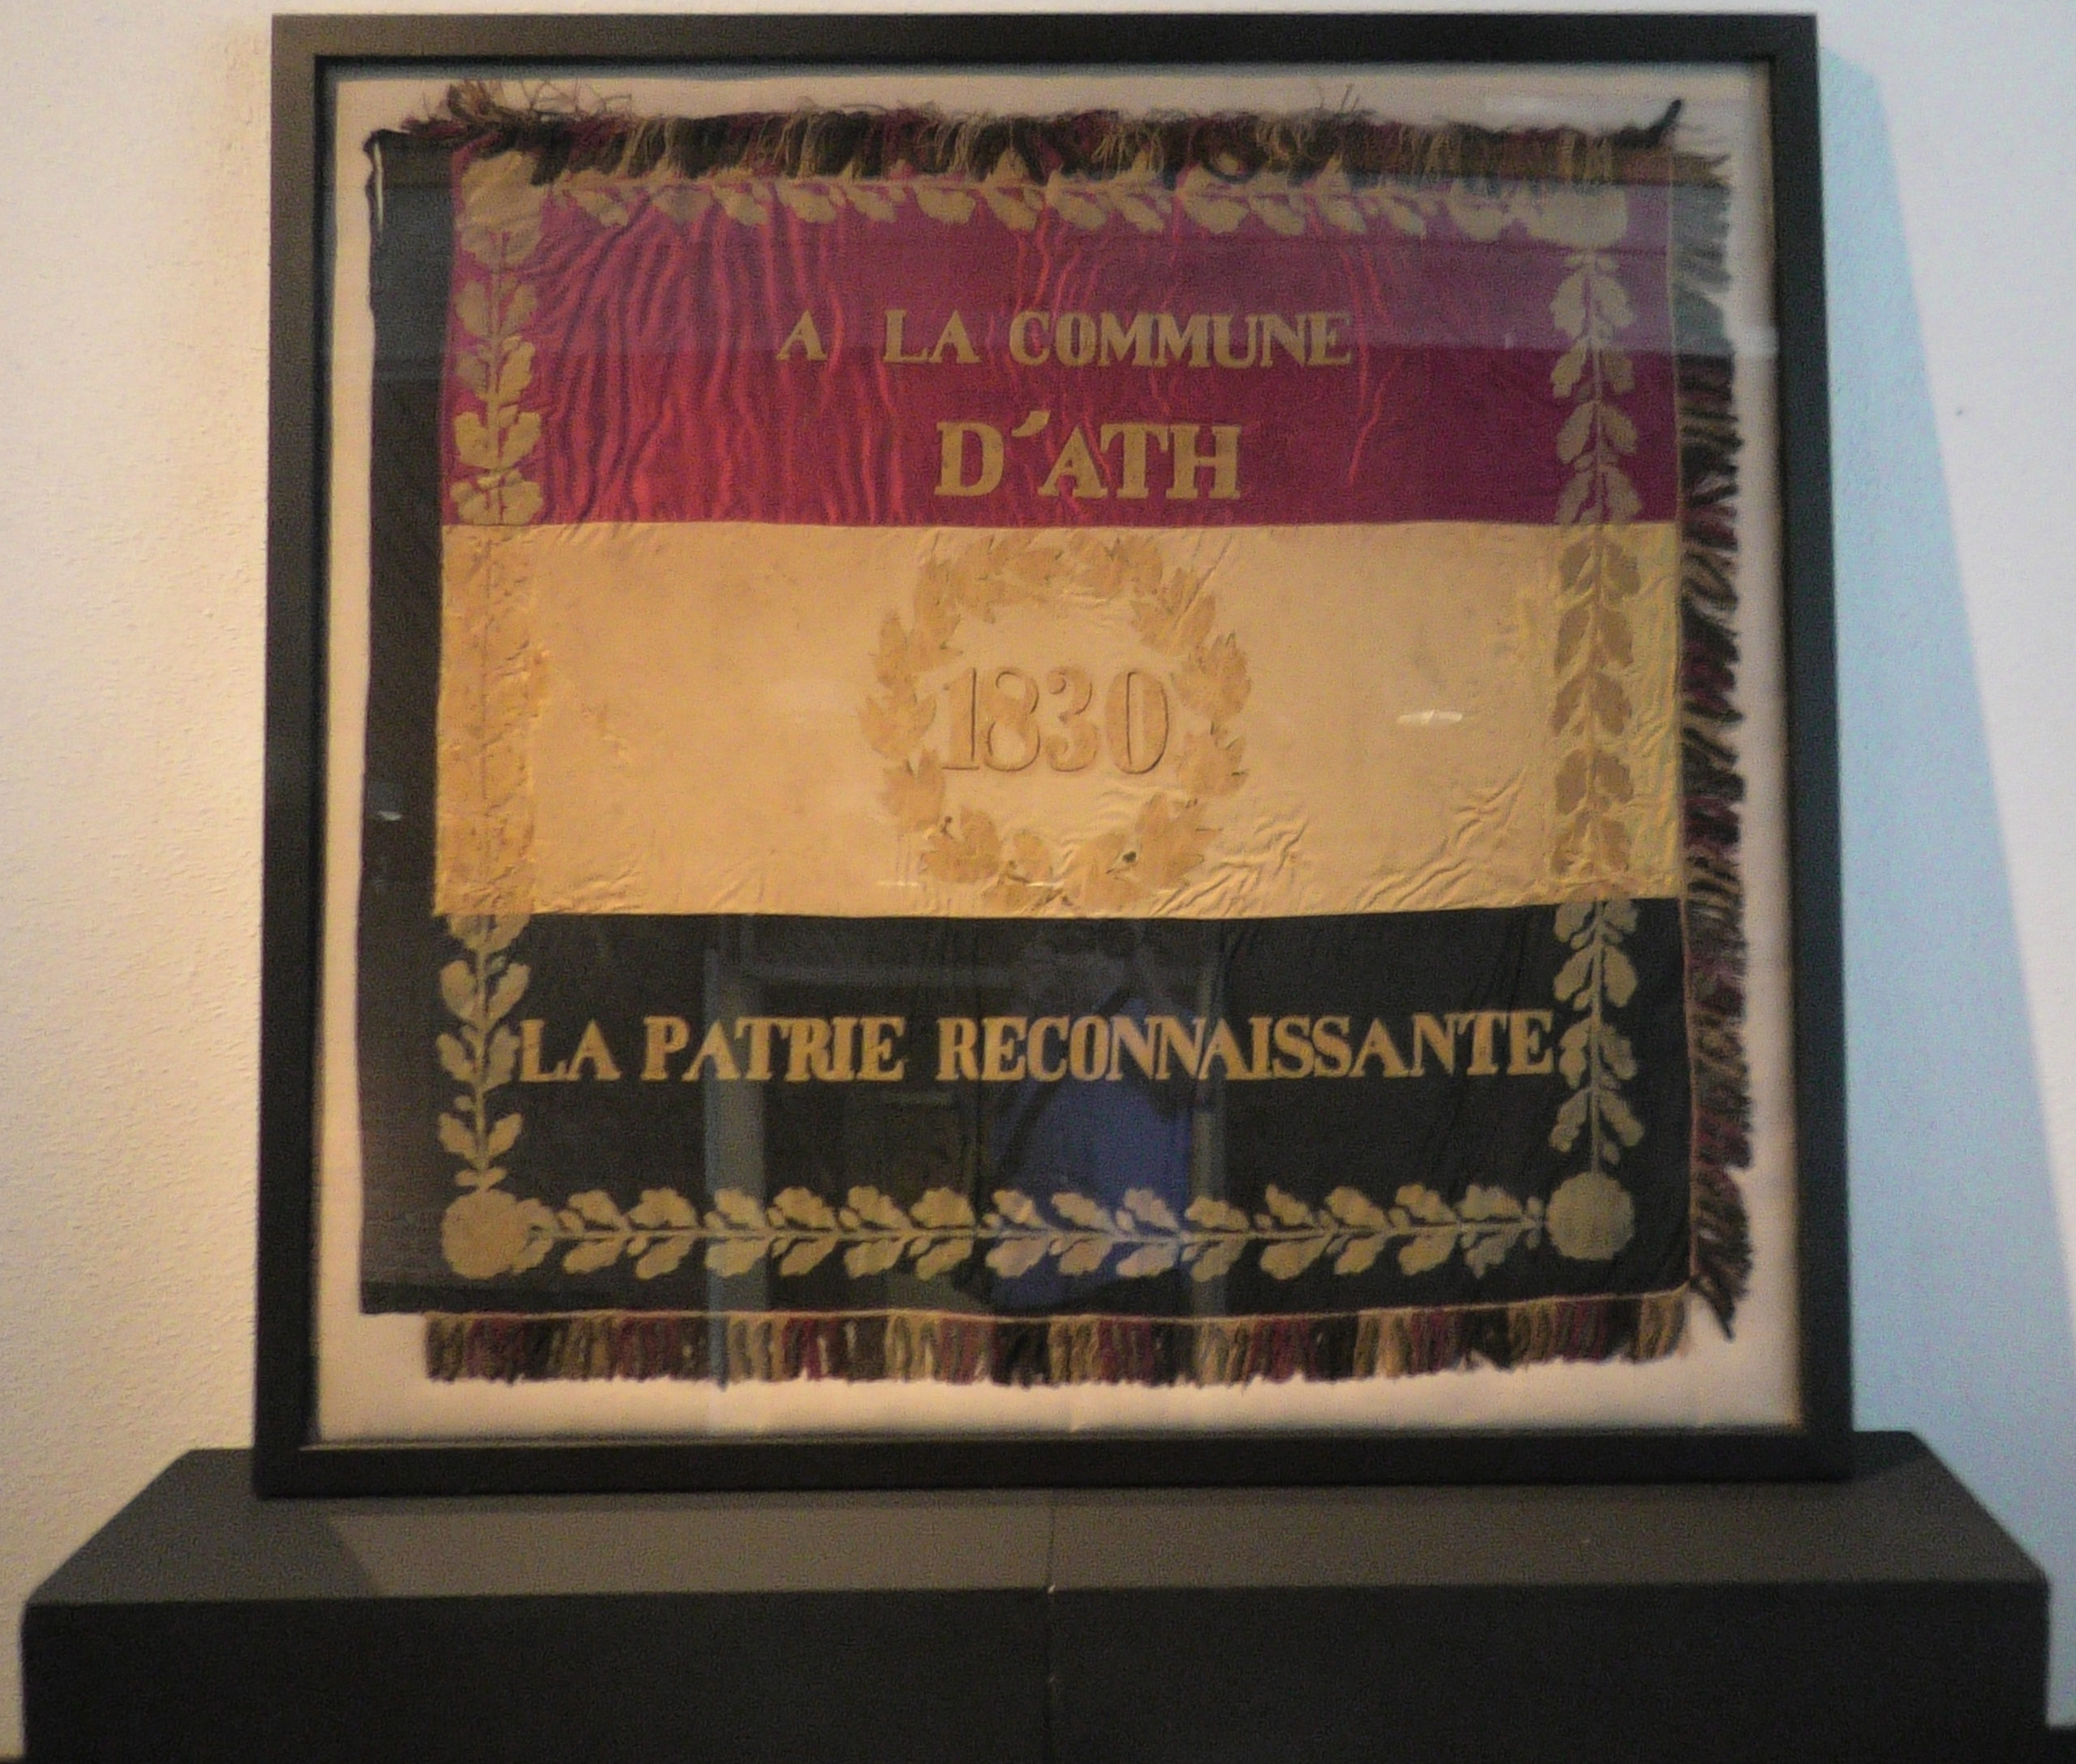 A LA COMMUNE
D'ATH
1830
LA PATRIE RECONNAISSANTE